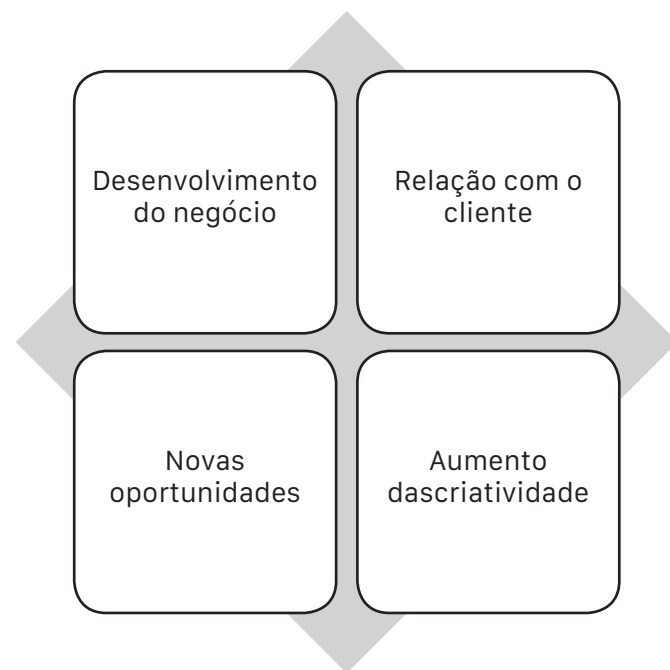 Desenvolvimento
do negócio
Relação com o
cliente
Novas
oportunidades
Aumento
dascriatividade